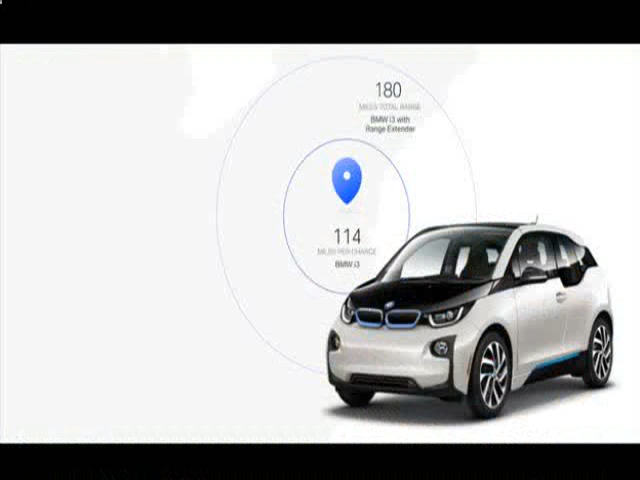 180
MILES TOTAL RANGE
BMW i3 with
Range Extender
114
MILES PER CHARGE
BMW i3